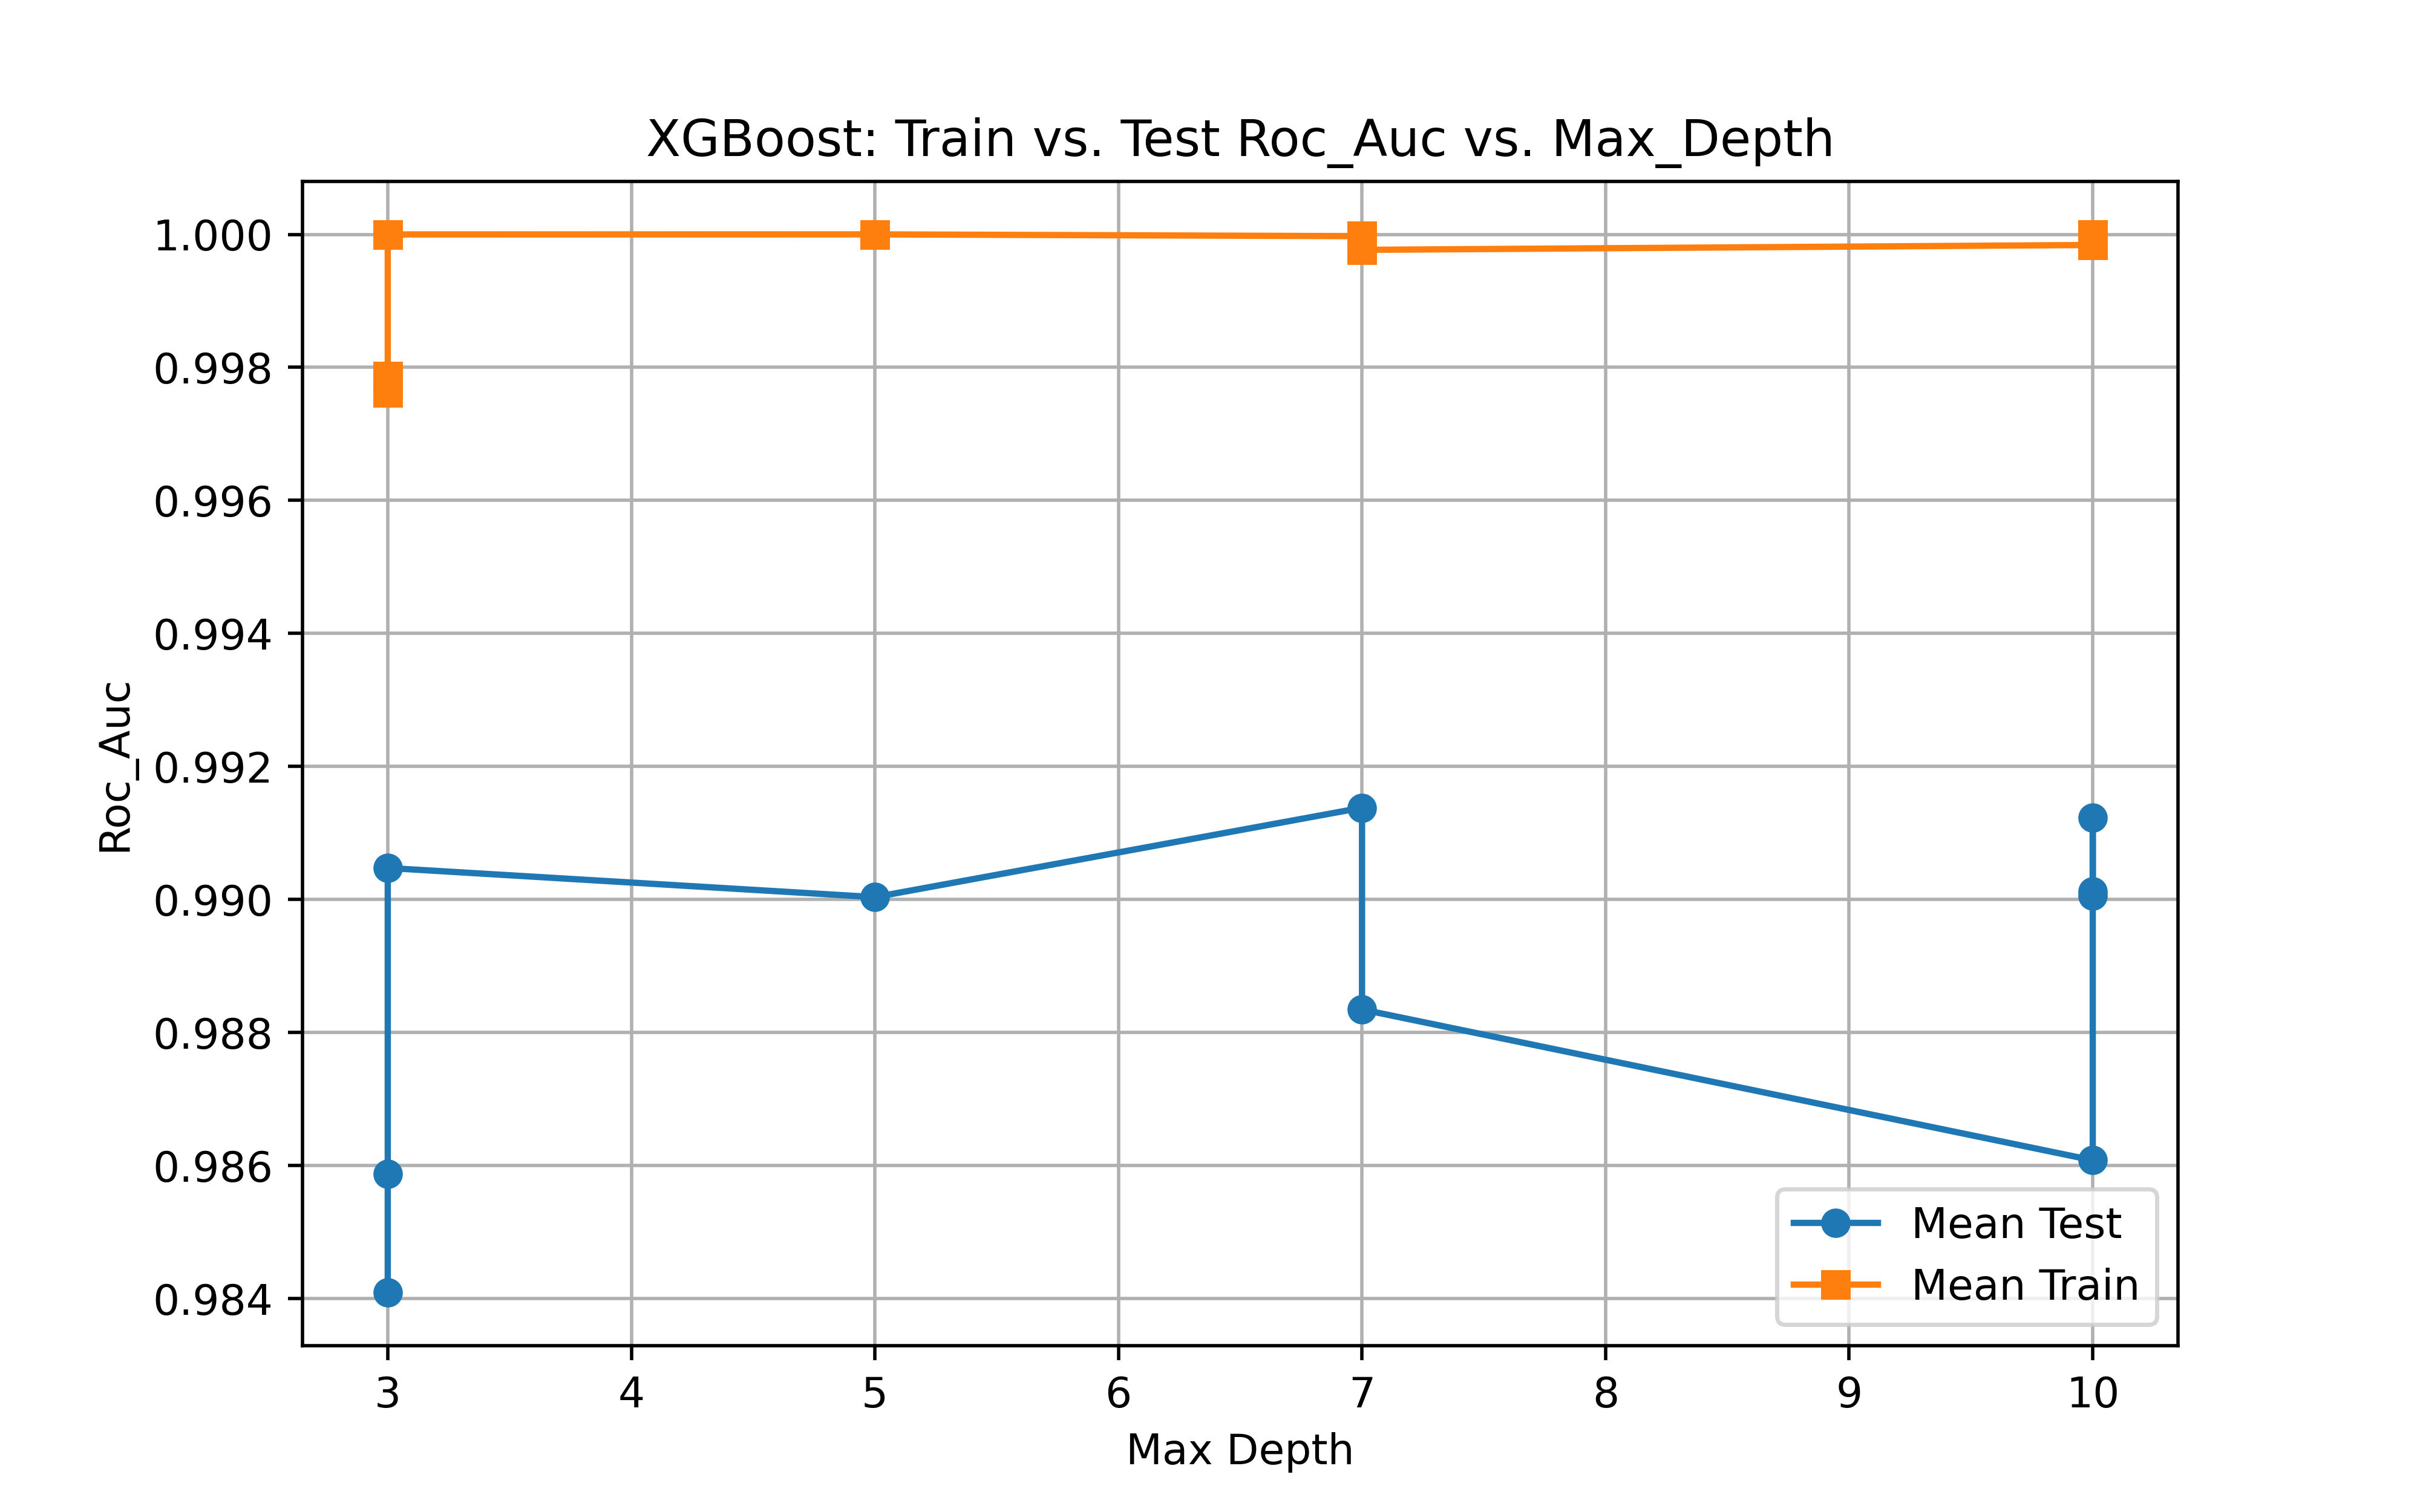 XGBoost: Train vs. Test Roc_Auc vs. Max_Depth
1.000
0.998
0.996
0.994
0.992
0.990
0.988
0.986
0.984
Roc_Auc
3 4 5 6 7 8 9 10
Max Depth
Mean Test
Mean Train